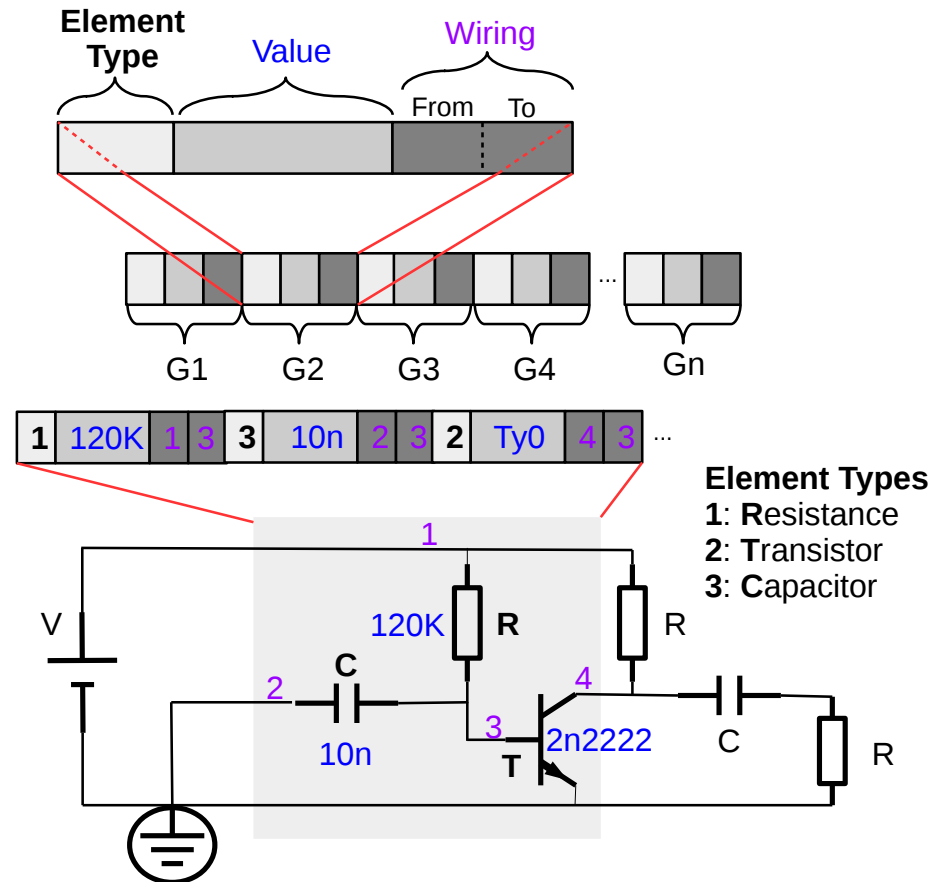 Element
Type
Value
Wiring
From To
...
G1 G2 G3 G4 Gn
1 120K 1 3 3 10n 2 3 2 Ty0 4 3 ...
Element Types
1: Resistance
2: Transistor
3: Capacitor
1
V
120K R
R
C
2
4
3
2n2222
10n
T
C
R